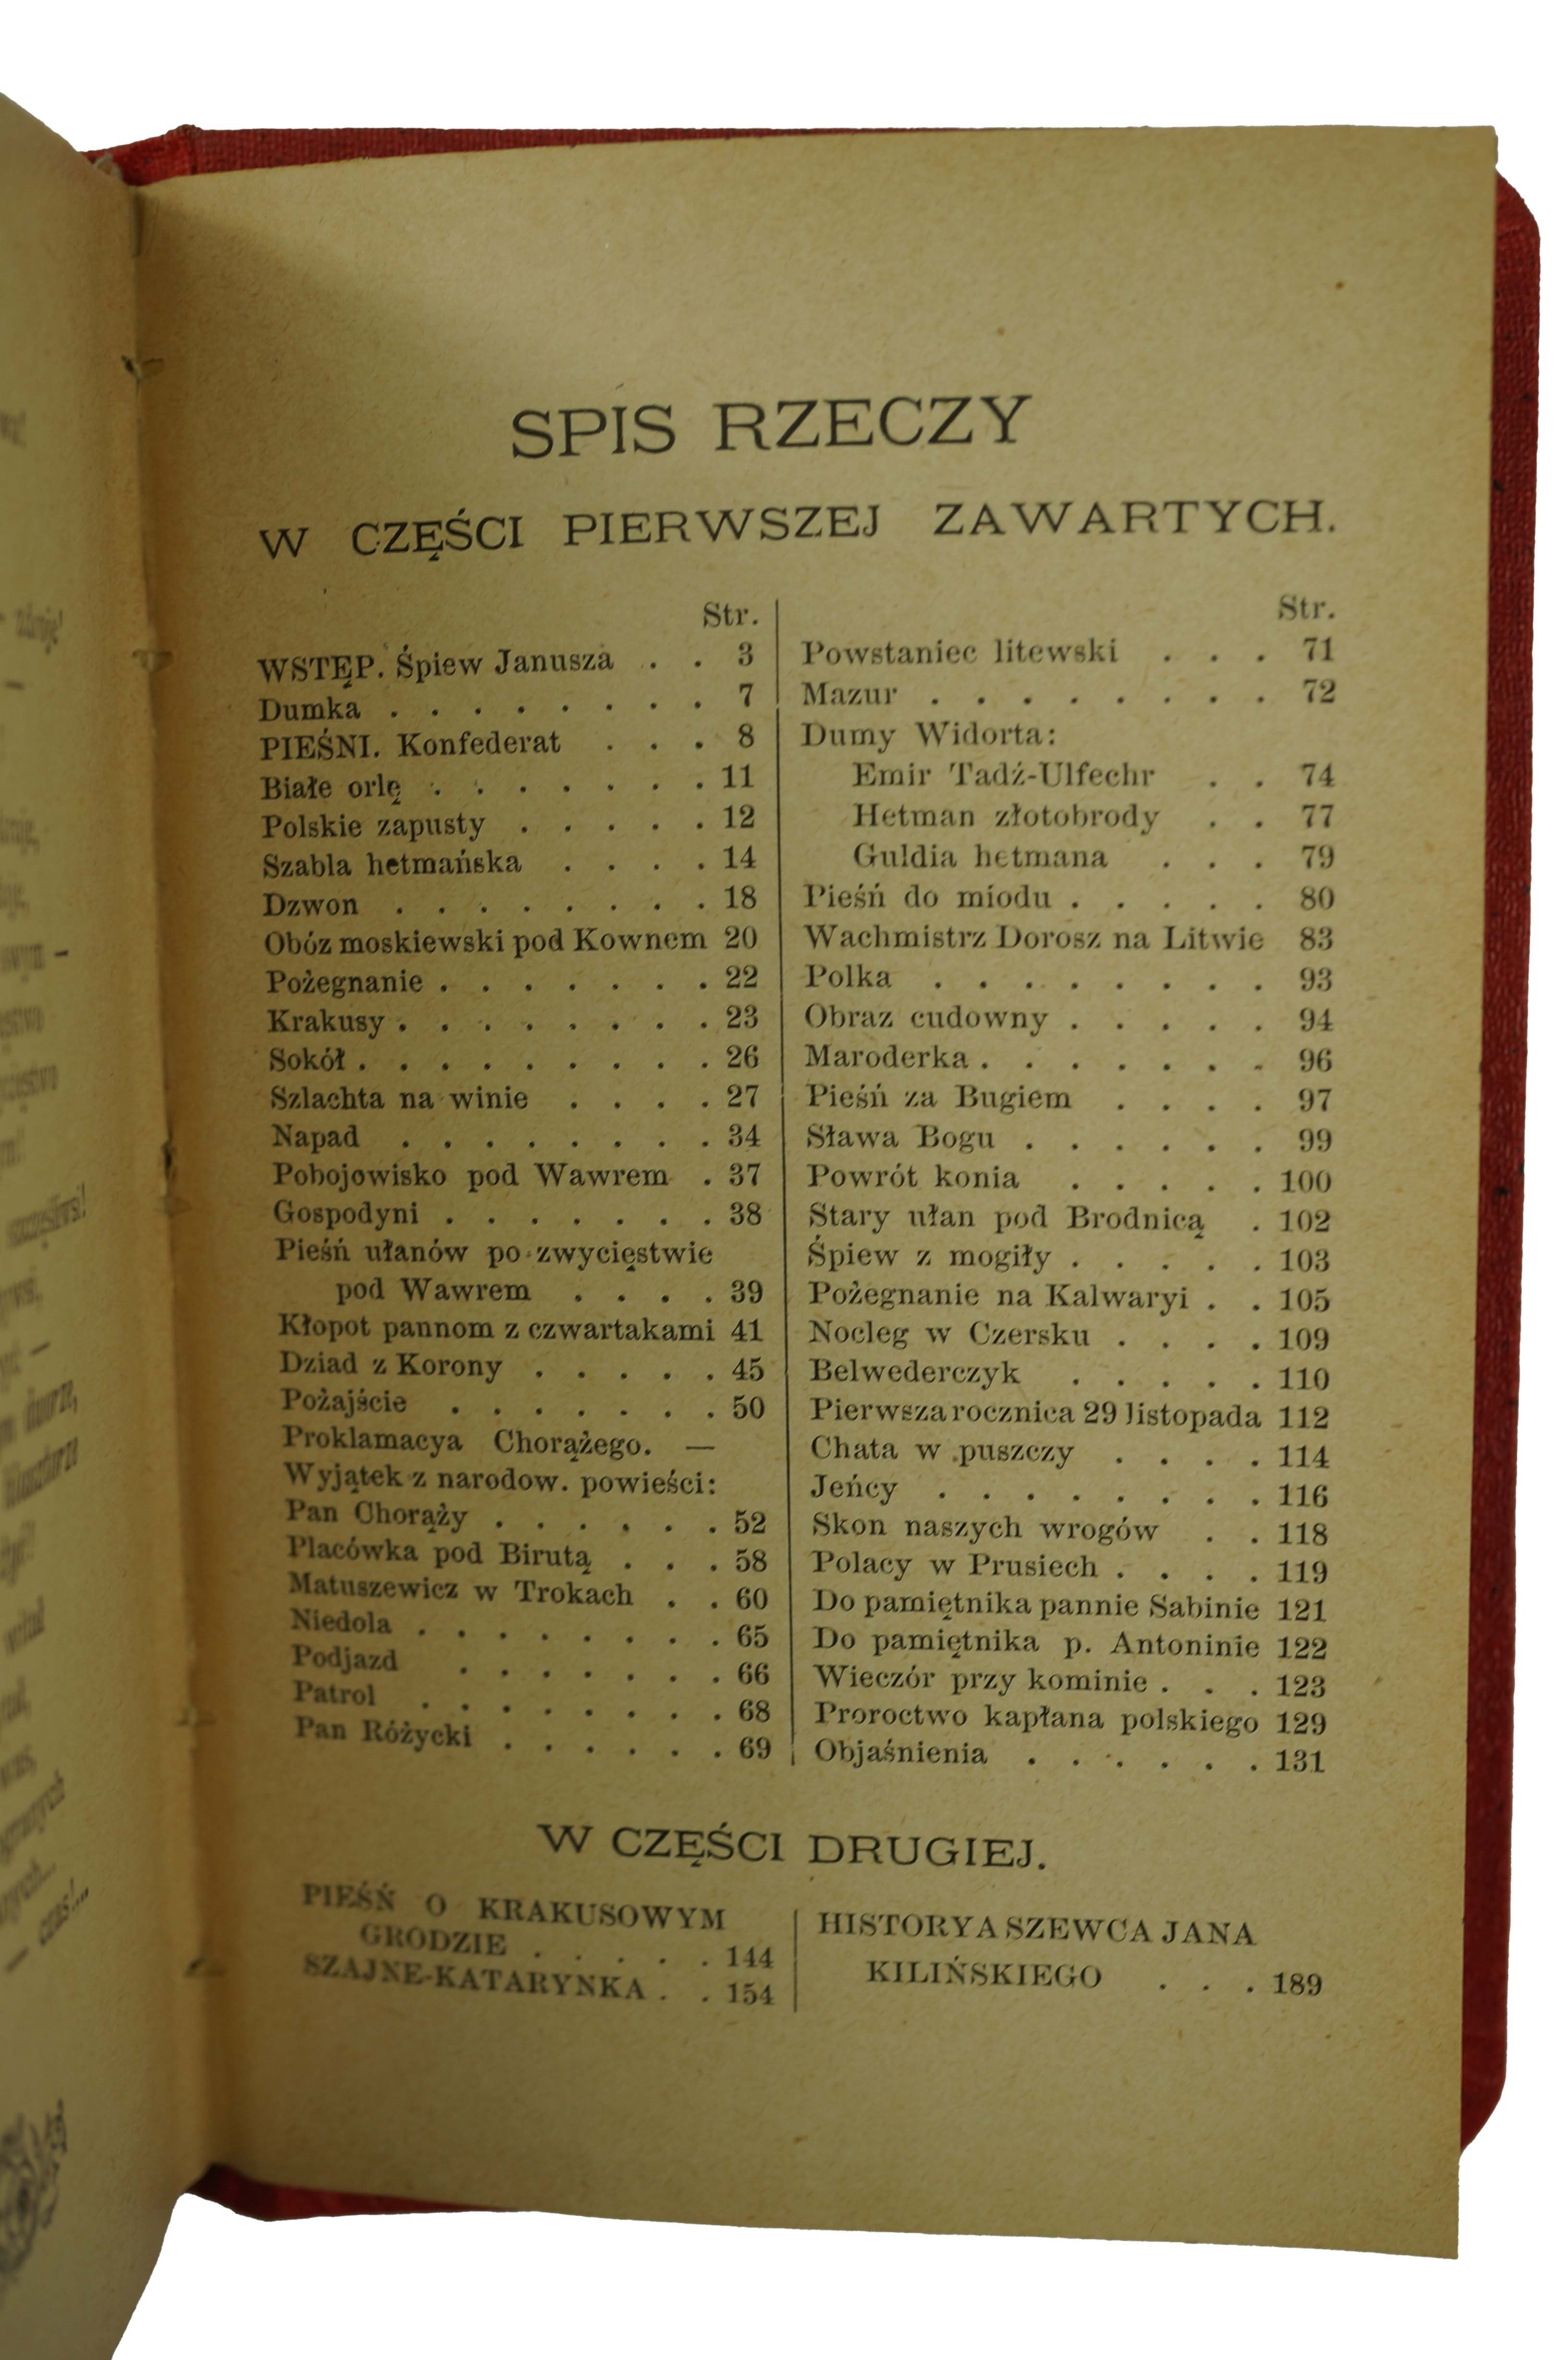 SPIS RZECZY
W CZĘŚCI PIERWSZEJ ZAWARTYCH.
Str.
WSTĘP. Śpiew Janusza . . 3
Dumka . . . . . . . . 7
PIEŚNI. Konfederat . . . 8
Białe orlę . . . . . . . 11
Polskie zapusty . . . . . 12
Szabla hetmańska . . . . 14
Dzwon . . . . . . . . 18
Obóz moskiewski pod Kownem 20
Pożegnanie . . . . . . . 22
Krakusy . . . . . . . . 23
Sokół . . . . . . . . . 26
Szlachta na winie . . . . 27
Napad . . . . . . . . 34
Pobojowisko pod Wawrem . 37
Gospodyni . . . . . . . 38
Pieśń ułanów po zwycięstwie
pod Wawrem . . . . 39
Kłopot pannom z czwartakami 41
Dziad z Korony . . . . . 45
Pożajście . . . . . . . 50
Proklamacya Chorążego. —
Wyjątek z narodow. powieści:
Pan Chorąży . . . . . . 52
Placówka pod Birutą . . . 58
Matuszewicz w Trokach . . 60
Niedola . . . . . . . . 65
Podjazd . . . . . . . 66
Patrol . . . . . . . . 68
Pan Różycki . . . . . . 69
Str.
Powstaniec litewski . . . 71
Mazur . . . . . . . . 72
Dumy Widorta:
Emir Tadź-Ulfechr . . 74
Hetman złotobrody . . 77
Guldia hetmana . . . 79
Pieśń do miodu . . . . . 80
Wachmistrz Dorosz na Litwie 83
Polka . . . . . . . . 93
Obraz cudowny . . . . . 94
Maroderka . . . . . . . 96
Pieśń za Bugiem . . . . 97
Sława Bogu . . . . . . 99
Powrót konia . . . . . 100
Stary ułan pod Brodnicą . 102
Śpiew z mogiły . . . . . 103
Pożegnanie na Kalwaryi . . 105
Nocleg w Czersku . . . . 109
Belwederczyk . . . . . 110
Pierwsza rocznica 29 listopada 112
Chata w puszczy . . . . 114
Jeńcy . . . . . . . . 116
Skon naszych wrogów . . 118
Polacy w Prusiech . . . . 119
Do pamiętnika pannie Sabinie 121
Do pamiętnika p. Antoninie 122
Wieczór przy kominie . . . 123
Proroctwo kapłana polskiego 129
Objaśnienia . . . . . . 131
W CZĘŚCI DRUGIEJ.
PIEŚŃ O KRAKUSOWYM
GRODZIE . . . . . 144
SZAJNE-KATARYNKA . . 154
HISTORYA SZEWCA JANA
KILIŃSKIEGO . . . 189